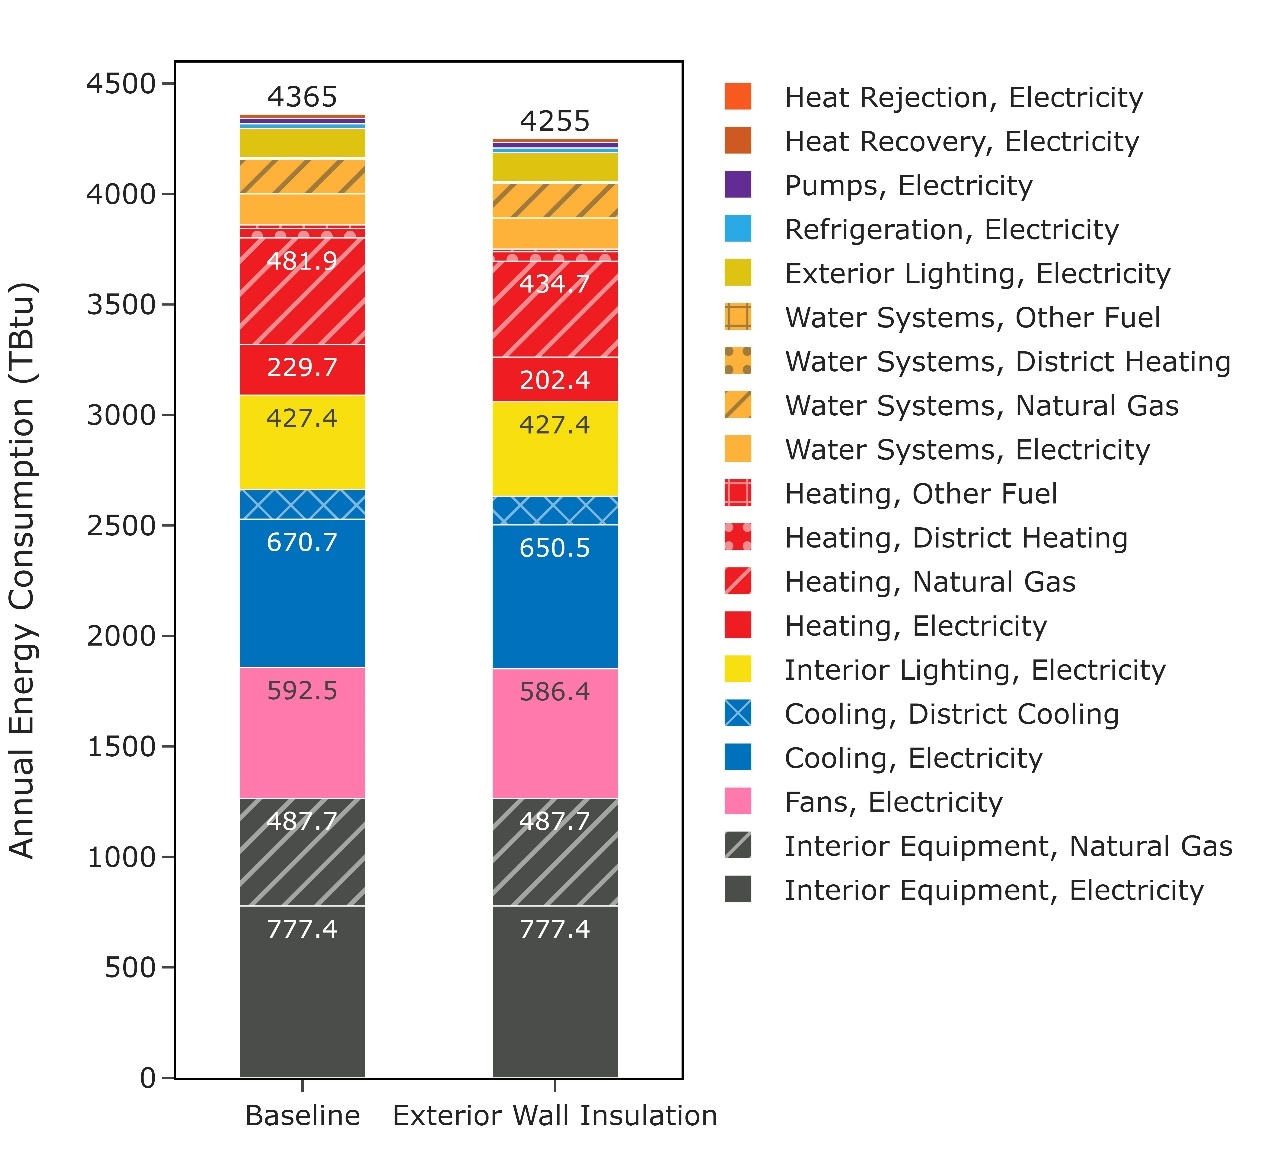 Annual Energy Consumption (TBtu)
4500
4000
3500
3000
2500
2000
1500
1000
500
0
4365
481.9
229.7
427.4
670.7
592.5
487.7
777.4
Baseline
4255
434.7
202.4
427.4
650.5
586.4
487.7
777.4
Exterior Wall Insulation
Heat Rejection, Electricity
Heat Recovery, Electricity
Pumps, Electricity
Refrigeration, Electricity
Exterior Lighting, Electricity
Water Systems, Other Fuel
Water Systems, District Heating
Water Systems, Natural Gas
Water Systems, Electricity
Heating, Other Fuel
Heating, District Heating
Heating, Natural Gas
Heating, Electricity
Interior Lighting, Electricity
Cooling, District Cooling
Cooling, Electricity
Fans, Electricity
Interior Equipment, Natural Gas
Interior Equipment, Electricity